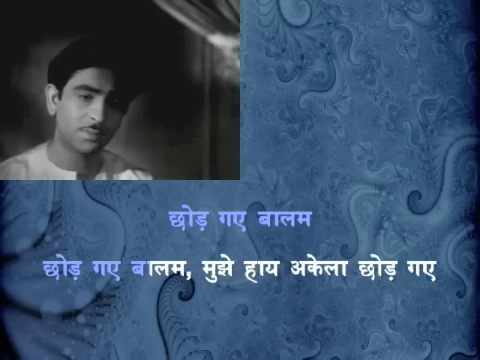 छोड़ गए बालम
छोड़ गए बालम, मुझे हाय अकेला छोड़ गए